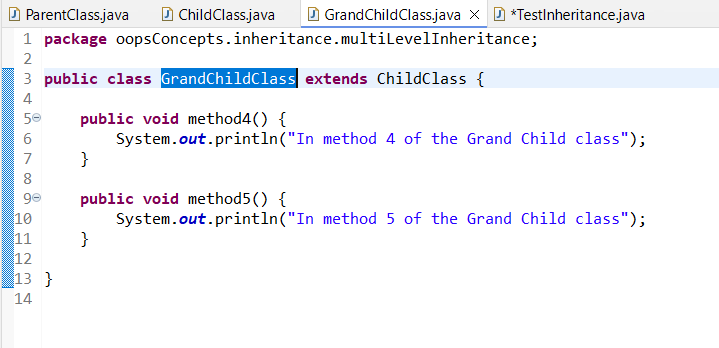 ParentClass.java ChildClass.java GrandChildClass.java *TestInheritance.java
1 package oopsConcepts.inheritance.multiLevelInheritance;
2
3 public class GrandChildClass extends ChildClass {
4
5 public void method4() {
6 System.out.println("In method 4 of the Grand Child class");
7 }
8
9 public void method5() {
10 System.out.println("In method 5 of the Grand Child class");
11 }
12
13 }
14